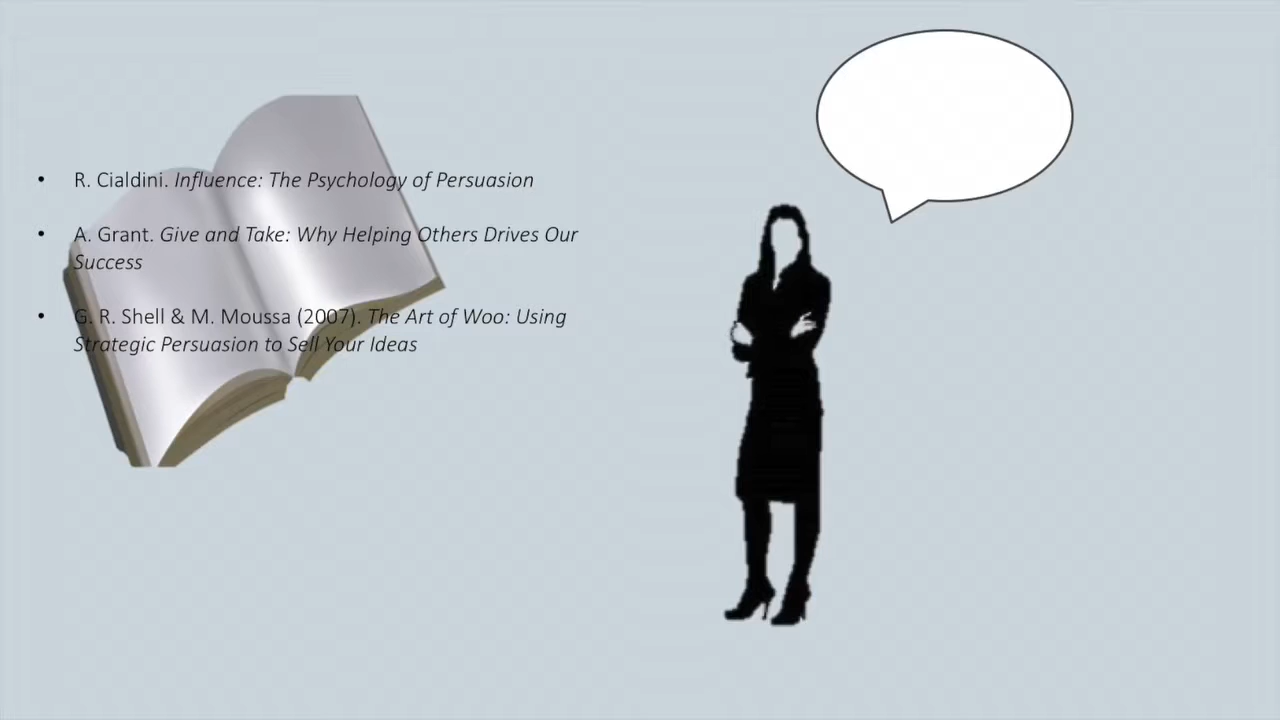 • R. Cialdini. Influence: The Psychology of Persuasion
• A. Grant. Give and Take: Why Helping Others Drives Our
Success
• G. R. Shell & M. Moussa (2007). The Art of Woo: Using
Strategic Persuasion to Sell Your Ideas